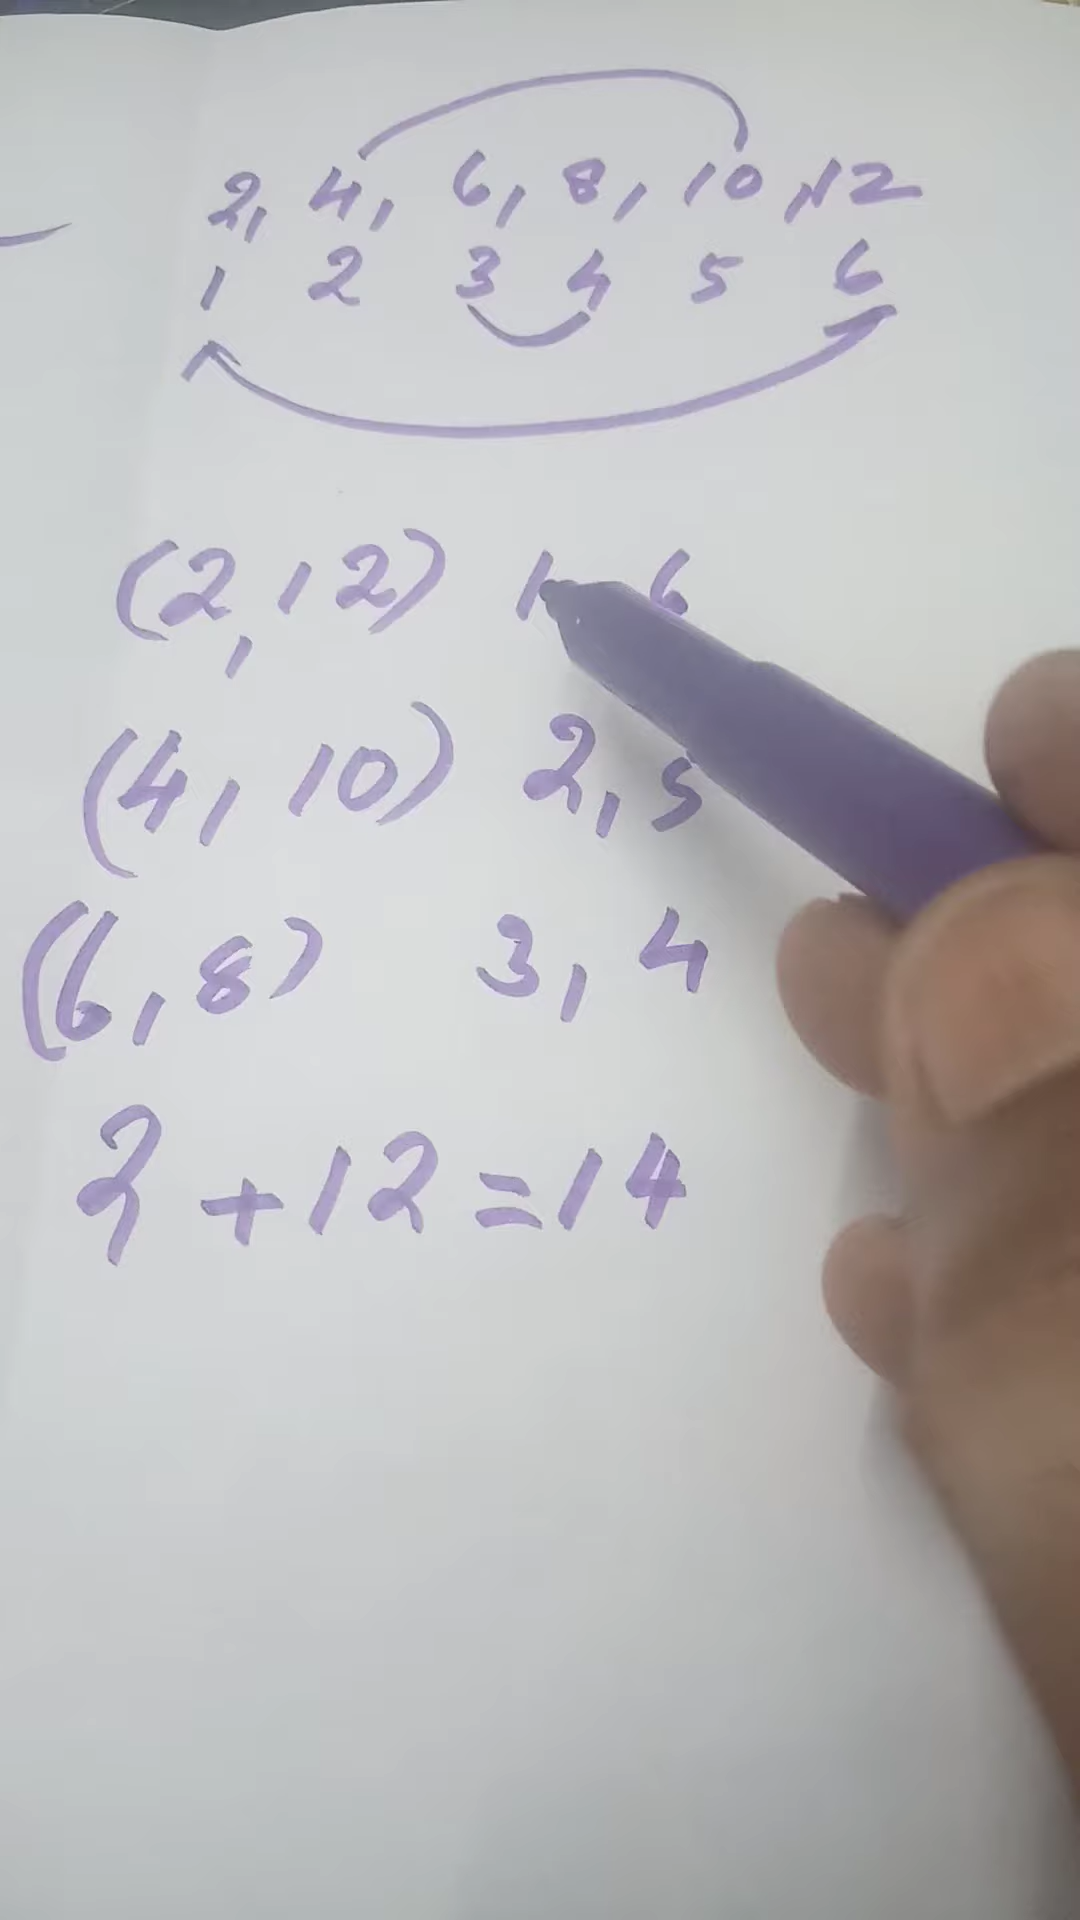 2, 4, 6, 8, 10, 12
1 2 3 4 5 6
(2, 12) 1 6
(4, 10) 2, 5
(6, 8) 3, 4
2 + 12 = 14